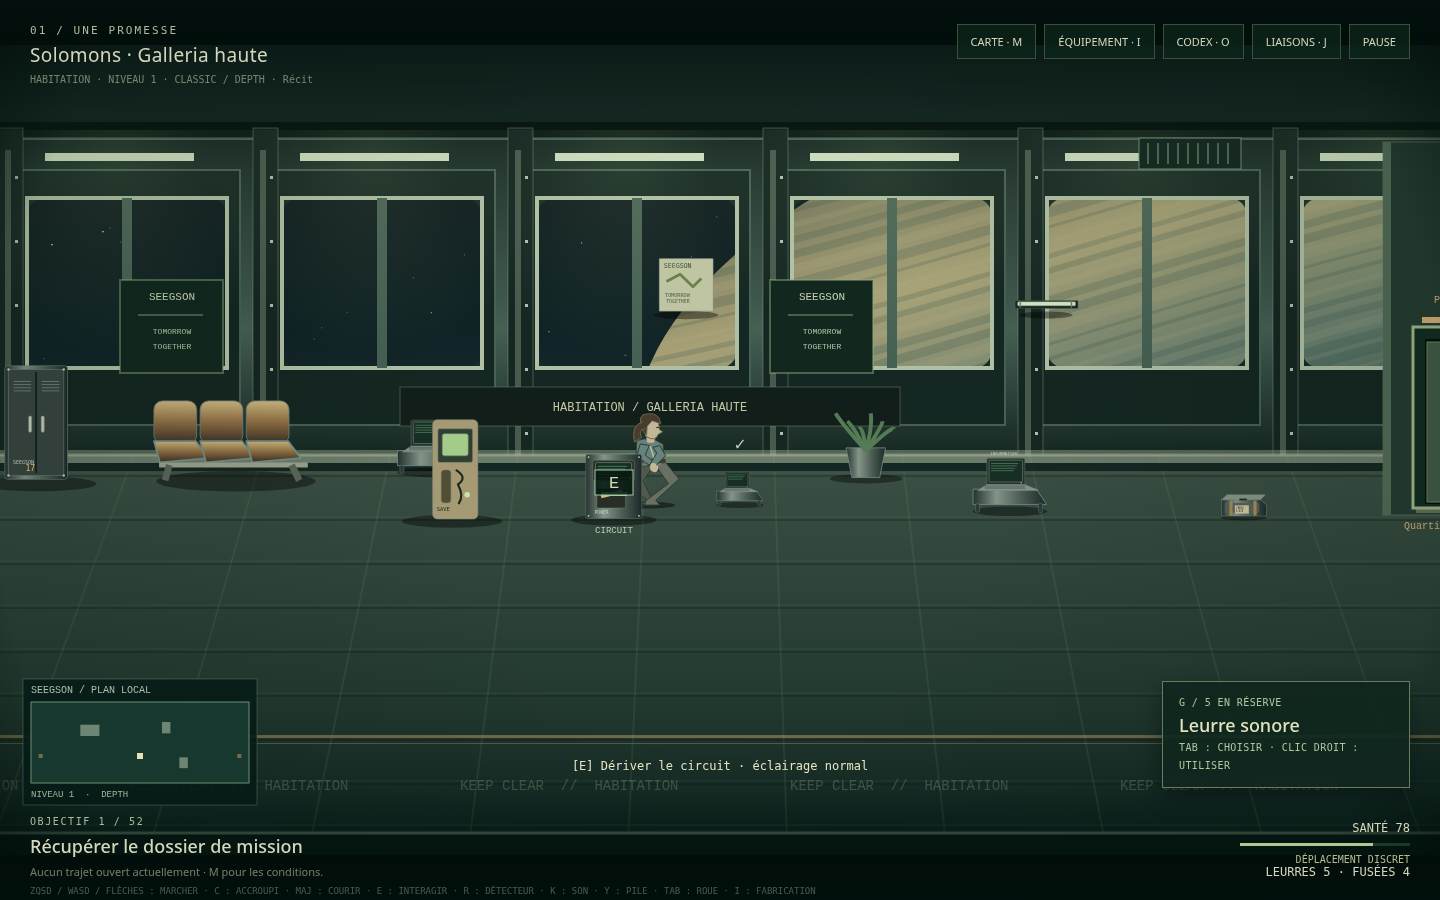 01 / UNE PROMESSE
Solomons · Galleria haute
HABITATION · NIVEAU 1 · CLASSIC / DEPTH · Récit
CARTE · M
ÉQUIPEMENT · I
CODEX · O
LIAISONS · J
PAUSE
SEEGSON
TOMORROW
TOGETHER
SEEGSON
TOMORROW
TOGETHER
SEEGSON
TOMORROW
TOGETHER
HABITATION / GALLERIA HAUTE
✓
SEEGSON
17
SAVE
E
CIRCUIT
Quarti
SEEGSON / PLAN LOCAL
NIVEAU 1 · DEPTH
G / 5 EN RÉSERVE
Leurre sonore
TAB : CHOISIR · CLIC DROIT :
UTILISER
[E] Dériver le circuit · éclairage normal
HABITATION
KEEP CLEAR // HABITATION
KEEP CLEAR // HABITATION
KEEP
OBJECTIF 1 / 52
Récupérer le dossier de mission
Aucun trajet ouvert actuellement · M pour les conditions.
ZQSD / WASD / FLÈCHES : MARCHER · C : ACCROUPI · MAJ : COURIR · E : INTERAGIR · R : DÉTECTEUR · K : SON · Y : PILE · TAB : ROUE · I : FABRICATION
SANTÉ 78
DÉPLACEMENT DISCRET
LEURRES 5 · FUSÉES 4